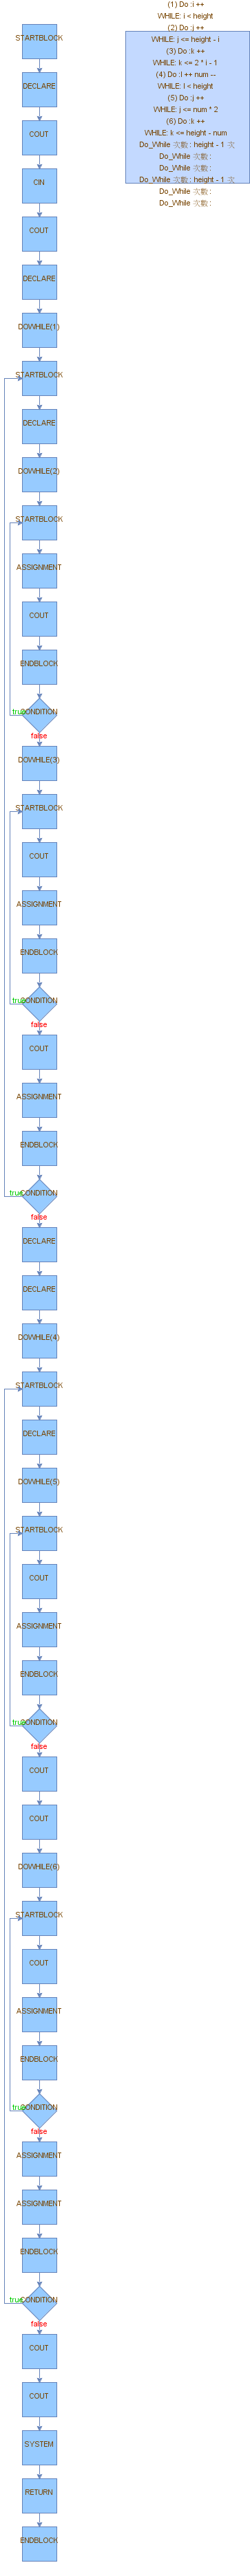 (1) Do :i ++
WHILE: i < height
(2) Do :j ++
WHILE: j <= height - i
(3) Do :k ++
WHILE: k <= 2 * i - 1
(4) Do :l ++ num --
WHILE: l < height
(5) Do :j ++
WHILE: j <= num * 2
(6) Do :k ++
WHILE: k <= height - num
Do_While 次數 : height - 1 次
Do_While 次數 :
Do_While 次數 :
Do_While 次數 : height - 1 次
Do_While 次數 :
Do_While 次數 :
STARTBLOCK
DECLARE
COUT
CIN
COUT
DECLARE
DOWHILE(1)
STARTBLOCK
DECLARE
DOWHILE(2)
STARTBLOCK
ASSIGNMENT
COUT
ENDBLOCK
true CONDITION
false
DOWHILE(3)
STARTBLOCK
COUT
ASSIGNMENT
ENDBLOCK
true CONDITION
false
COUT
ASSIGNMENT
ENDBLOCK
true CONDITION
false
DECLARE
DECLARE
DOWHILE(4)
STARTBLOCK
DECLARE
DOWHILE(5)
STARTBLOCK
COUT
ASSIGNMENT
ENDBLOCK
true CONDITION
false
COUT
COUT
DOWHILE(6)
STARTBLOCK
COUT
ASSIGNMENT
ENDBLOCK
true CONDITION
false
ASSIGNMENT
ASSIGNMENT
ENDBLOCK
true CONDITION
false
COUT
COUT
SYSTEM
RETURN
ENDBLOCK